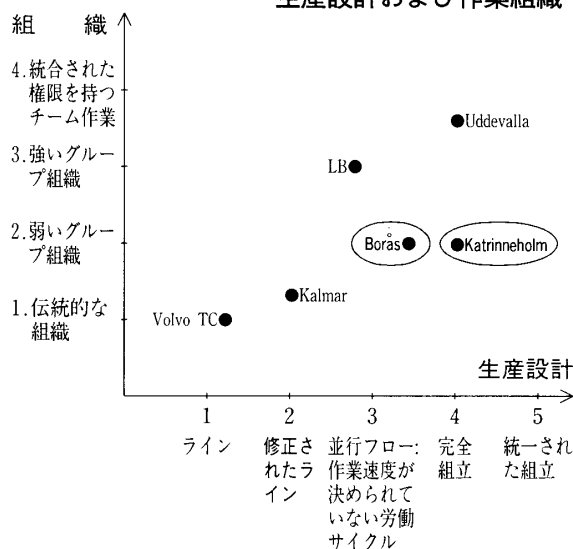 生産設計および作業組織
組　織
4.統合された
権限を持つ
チーム作業
Uddevalla
3.強いグルー
プ組織
LB
2.弱いグルー
プ組織
Borås
Katrinneholm
1.伝統的な
組織
Volvo TC
Kalmar
生産設計
1 2 3 4 5
ライン
修正さ
れたラ
イン
並行フロー:
作業速度が
決められて
いない労働
サイクル
完全
組立
統一され
た組立